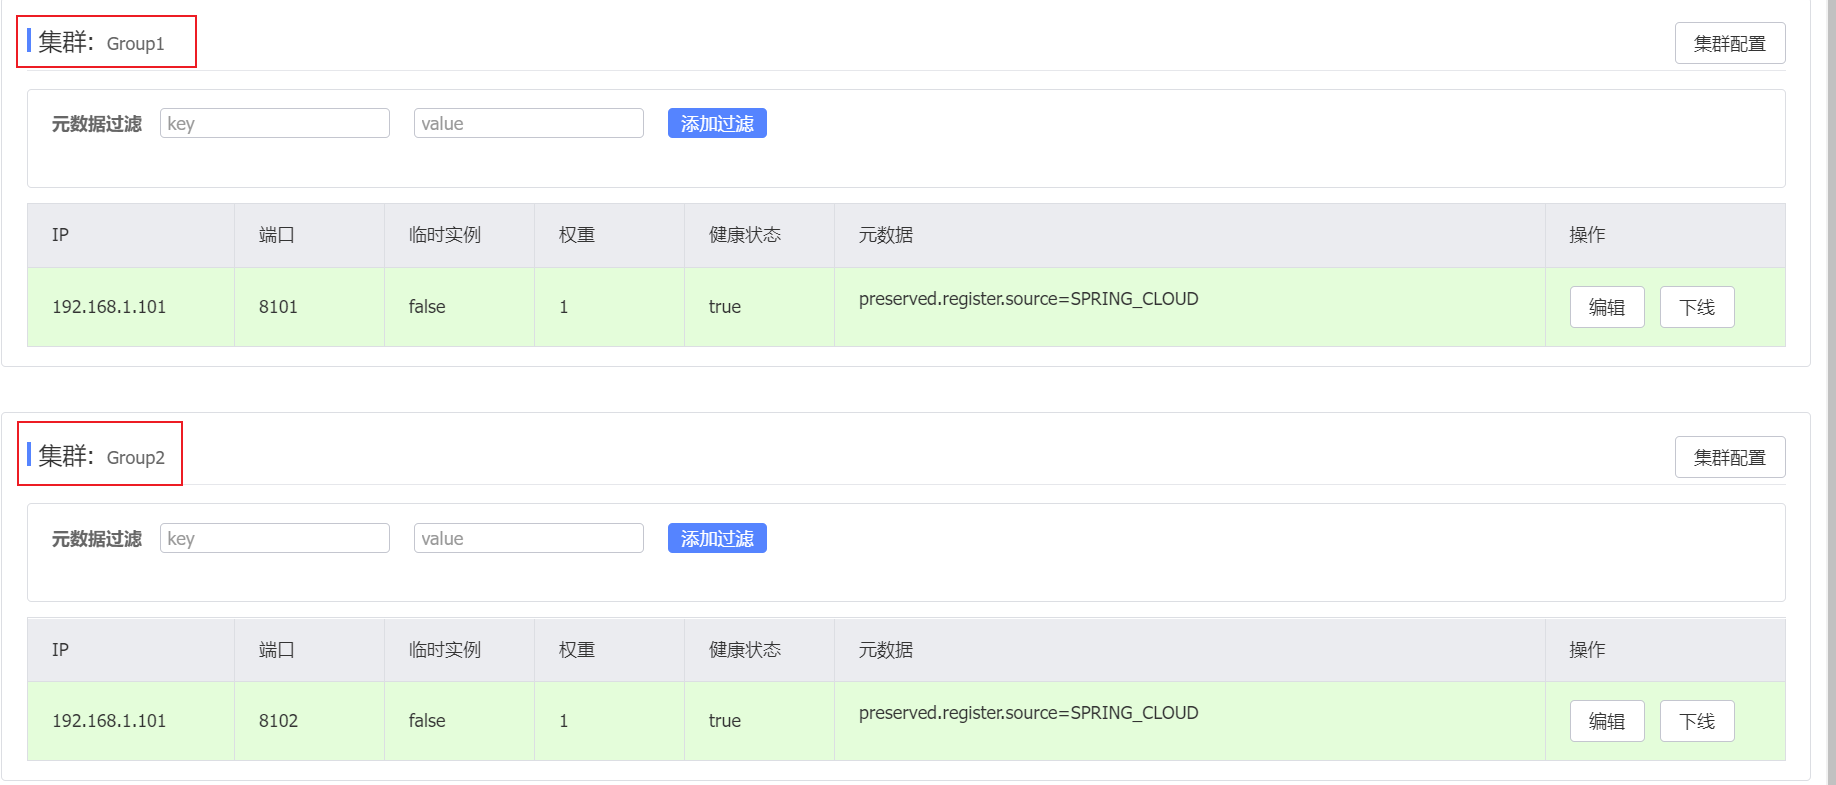 集群: Group1 集群配置
元数据过滤 key value 添加过滤
IP 端口 临时实例 权重 健康状态 元数据 操作
192.168.1.101 8101 false 1 true preserved.register.source=SPRING_CLOUD 编辑 下线
集群: Group2 集群配置
元数据过滤 key value 添加过滤
IP 端口 临时实例 权重 健康状态 元数据 操作
192.168.1.101 8102 false 1 true preserved.register.source=SPRING_CLOUD 编辑 下线